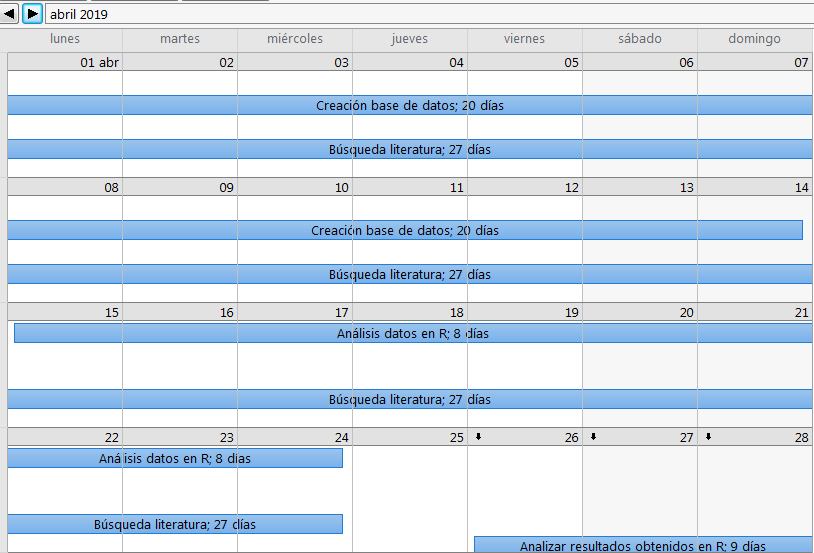 abril 2019
lunes martes miércoles jueves viernes sábado domingo
01 abr 02 03 04 05 06 07
Creación base de datos; 20 días
Búsqueda literatura; 27 días
08 09 10 11 12 13 14
Creación base de datos; 20 días
Búsqueda literatura; 27 días
15 16 17 18 19 20 21
Análisis datos en R; 8 días
Búsqueda literatura; 27 días
22 23 24 25 26 27 28
Análisis datos en R; 8 días
Búsqueda literatura; 27 días
Analizar resultados obtenidos en R; 9 días